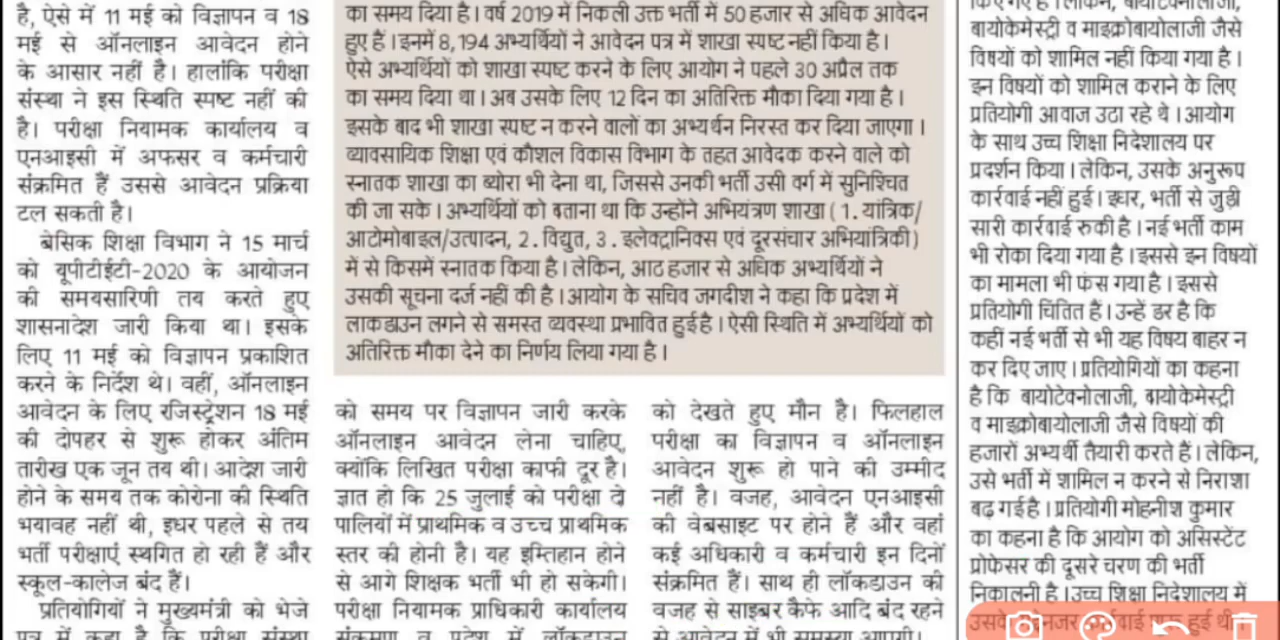 है, ऐसे में 11 मई को विज्ञापन व 18
मई से ऑनलाइन आवेदन होने
के आसार नहीं है। हालांकि परीक्षा
संस्था ने इस स्थिति स्पष्ट नहीं की
है। परीक्षा नियामक कार्यालय व
एनआइसी में अफसर व कर्मचारी
संक्रमित हैं उससे आवेदन प्रक्रिया
टल सकती है।
बेसिक शिक्षा विभाग ने 15 मार्च
को यूपीटीईटी-2020 के आयोजन
की समयसारिणी तय करते हुए
शासनादेश जारी किया था। इसके
लिए 11 मई को विज्ञापन प्रकाशित
करने के निर्देश थे। वहीं, ऑनलाइन
आवेदन के लिए रजिस्ट्रेशन 18 मई
की दोपहर से शुरू होकर अंतिम
तारीख एक जून तय थी। आदेश जारी
होने के समय तक कोरोना की स्थिति
भयावह नहीं थी, इधर पहले से तय
भर्ती परीक्षाएं स्थगित हो रही हैं और
स्कूल-कालेज बंद हैं।
प्रतियोगियों ने मुख्यमंत्री को भेजे
पत्र में कहा है कि परीक्षा संस्था
का समय दिया है। वर्ष 2019 में निकली उक्त भर्ती में 50 हजार से अधिक आवेदन
हुए हैं। इनमें 8,194 अभ्यर्थियों ने आवेदन पत्र में शाखा स्पष्ट नहीं किया है।
ऐसे अभ्यर्थियों को शाखा स्पष्ट करने के लिए आयोग ने पहले 30 अप्रैल तक
का समय दिया था। अब उसके लिए 12 दिन का अतिरिक्त मौका दिया गया है।
इसके बाद भी शाखा स्पष्ट न करने वालों का अभ्यर्थन निरस्त कर दिया जाएगा।
व्यावसायिक शिक्षा एवं कौशल विकास विभाग के तहत आवेदक करने वाले को
स्नातक शाखा का ब्योरा भी देना था, जिससे उनकी भर्ती उसी वर्ग में सुनिश्चित
की जा सके। अभ्यर्थियों को बताना था कि उन्होंने अभियंत्रण शाखा (1. यांत्रिक/
आटोमोबाइल/उत्पादन, 2. विद्युत, 3. इलेक्ट्रानिक्स एवं दूरसंचार अभियांत्रिकी)
में से किसमें स्नातक किया है। लेकिन, आठ हजार से अधिक अभ्यर्थियों ने
उसकी सूचना दर्ज नहीं की है। आयोग के सचिव जगदीश ने कहा कि प्रदेश में
लाकडाउन लगने से समस्त व्यवस्था प्रभावित हुई है। ऐसी स्थिति में अभ्यर्थियों को
अतिरिक्त मौका देने का निर्णय लिया गया है।
को समय पर विज्ञापन जारी करके
ऑनलाइन आवेदन लेना चाहिए,
क्योंकि लिखित परीक्षा काफी दूर है।
ज्ञात हो कि 25 जुलाई को परीक्षा दो
पालियों में प्राथमिक व उच्च प्राथमिक
स्तर की होनी है। यह इम्तिहान होने
से आगे शिक्षक भर्ती भी हो सकेगी।
परीक्षा नियामक प्राधिकारी कार्यालय
संक्रमण व प्रदेश में लॉकडाउन
को देखते हुए मौन है। फिलहाल
परीक्षा का विज्ञापन व ऑनलाइन
आवेदन शुरू हो पाने की उम्मीद
नहीं है। वजह, आवेदन एनआइसी
की वेबसाइट पर होने हैं और वहां
कई अधिकारी व कर्मचारी इन दिनों
संक्रमित हैं। साथ ही लॉकडाउन की
वजह से साइबर कैफे आदि बंद रहने
से आवेदन में भी समस्या आएगी।
किए गए हैं। लेकिन, बायोटेक्नोलाजी,
बायोकेमेस्ट्री व माइक्रोबायोलाजी जैसे
विषयों को शामिल नहीं किया गया है।
इन विषयों को शामिल कराने के लिए
प्रतियोगी आवाज उठा रहे थे। आयोग
के साथ उच्च शिक्षा निदेशालय पर
प्रदर्शन किया। लेकिन, उसके अनुरूप
कार्रवाई नहीं हुई। इधर, भर्ती से जुड़ी
सारी कार्रवाई रुकी है। नई भर्ती काम
भी रोका दिया गया है। इससे इन विषयों
का मामला भी फंस गया है। इससे
प्रतियोगी चिंतित हैं। उन्हें डर है कि
कहीं नई भर्ती से भी यह विषय बाहर न
कर दिए जाए। प्रतियोगियों का कहना
है कि बायोटेक्नोलाजी, बायोकेमेस्ट्री
व माइक्रोबायोलाजी जैसे विषयों की
हजारों अभ्यर्थी तैयारी करते हैं। लेकिन,
उसे भर्ती में शामिल न करने से निराशा
बढ़ गई है। प्रतियोगी मोहनीश कुमार
का कहना है कि आयोग को असिस्टेंट
प्रोफेसर की दूसरे चरण की भर्ती
निकालनी है। उच्च शिक्षा निदेशालय में
उसके हुई थी